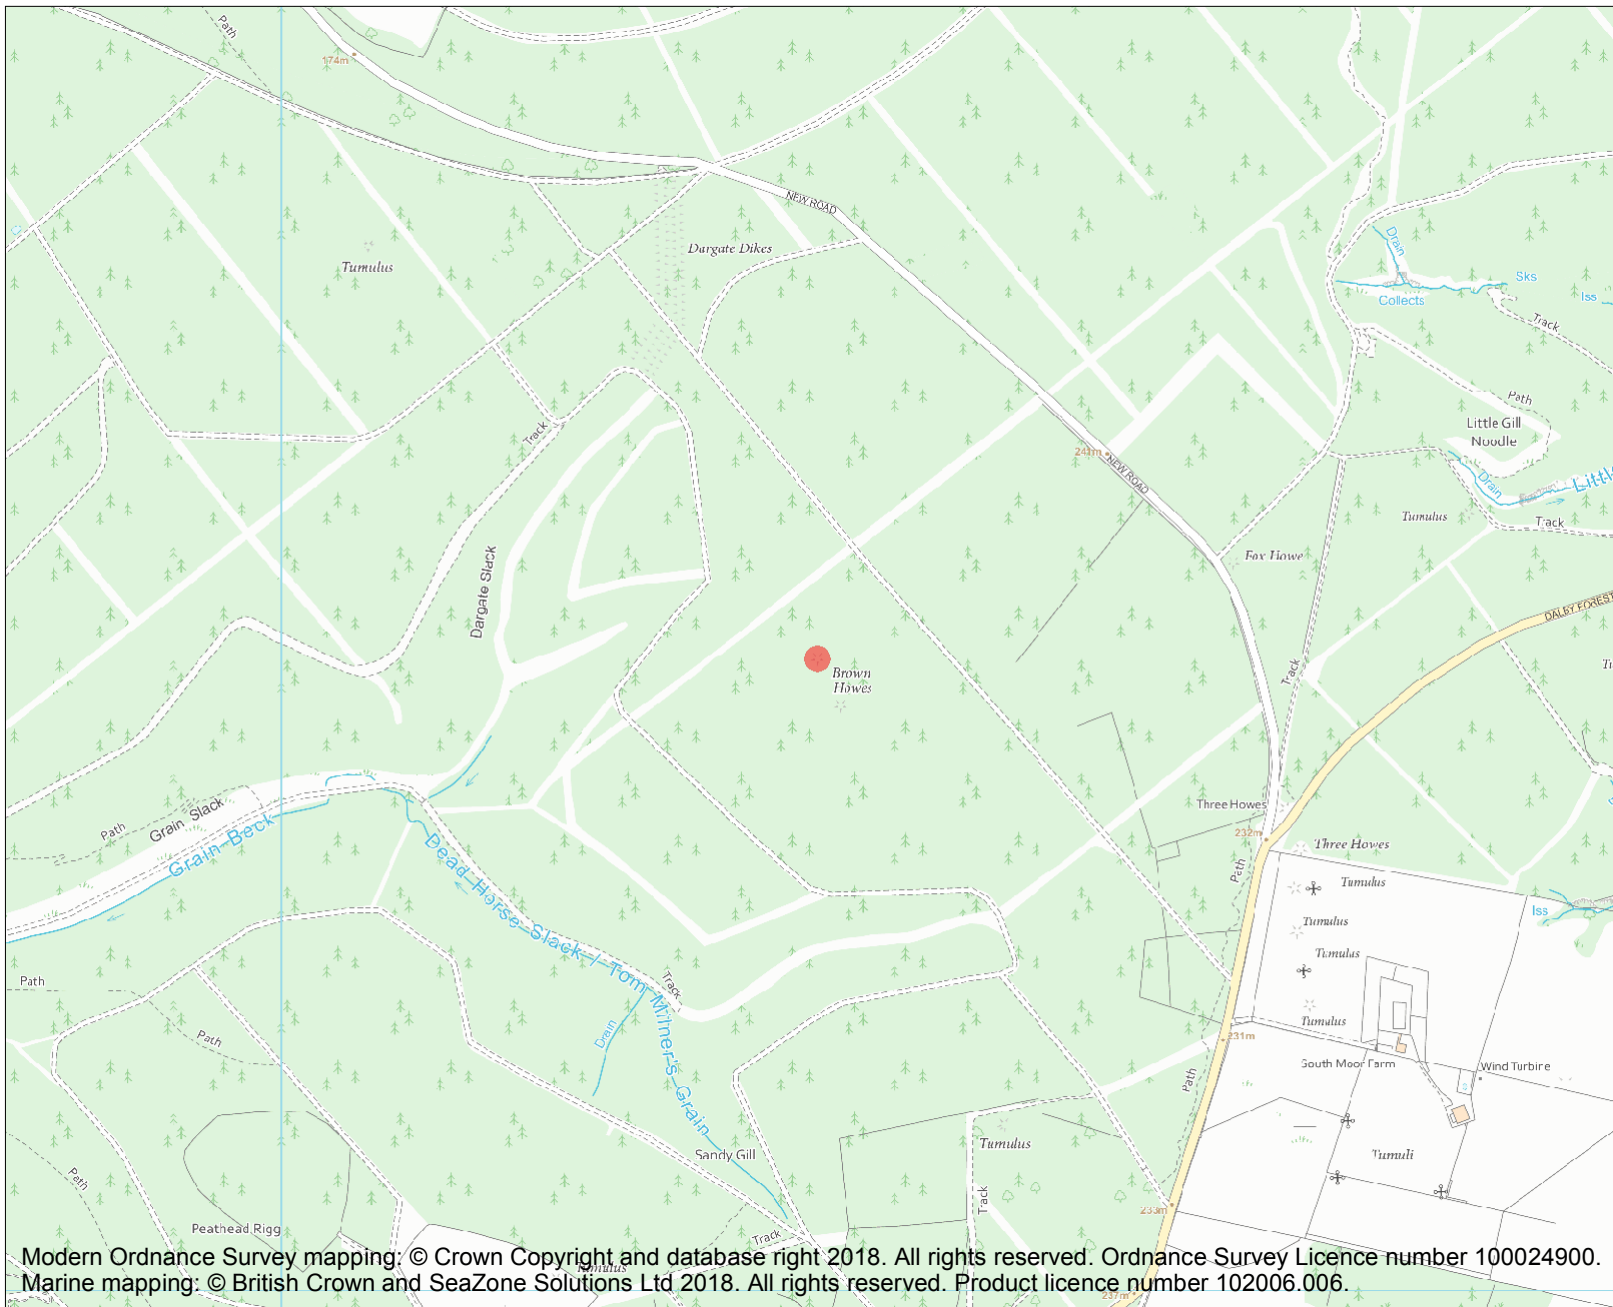 Path
174m
NEW ROAD
Dargate Dikes
Tumulus
Drain
Sks
Iss
Collects
Track
Path
Little Gill
Noodle
Track
241m
NEW ROAD
Drain
Tumulus
Track
Fox Howe
Dargate Slack
DALBY FOREST
Track
Brown
Howes
Three Howes
232m
Three Howes
Path
Grain Slack
Path
Grain Beck
Dead Horse Slack / Tom Milner's Grain
Tumulus
Tumulus
Iss
Tumulus
Path
Track
Tumulus
Path
Drain
231m
South Moor Farm
Wind Turbine
Path
Tumulus
Sandy Gill
Tumuli
Path
Track
233m
Peathead Rigg
Track
Tumulus
Modern Ordnance Survey mapping: © Crown Copyright and database right 2018. All rights reserved. Ordnance Survey Licence number 100024900.
Marine mapping: © British Crown and SeaZone Solutions Ltd 2018. All rights reserved. Product licence number 102006.006.
237m